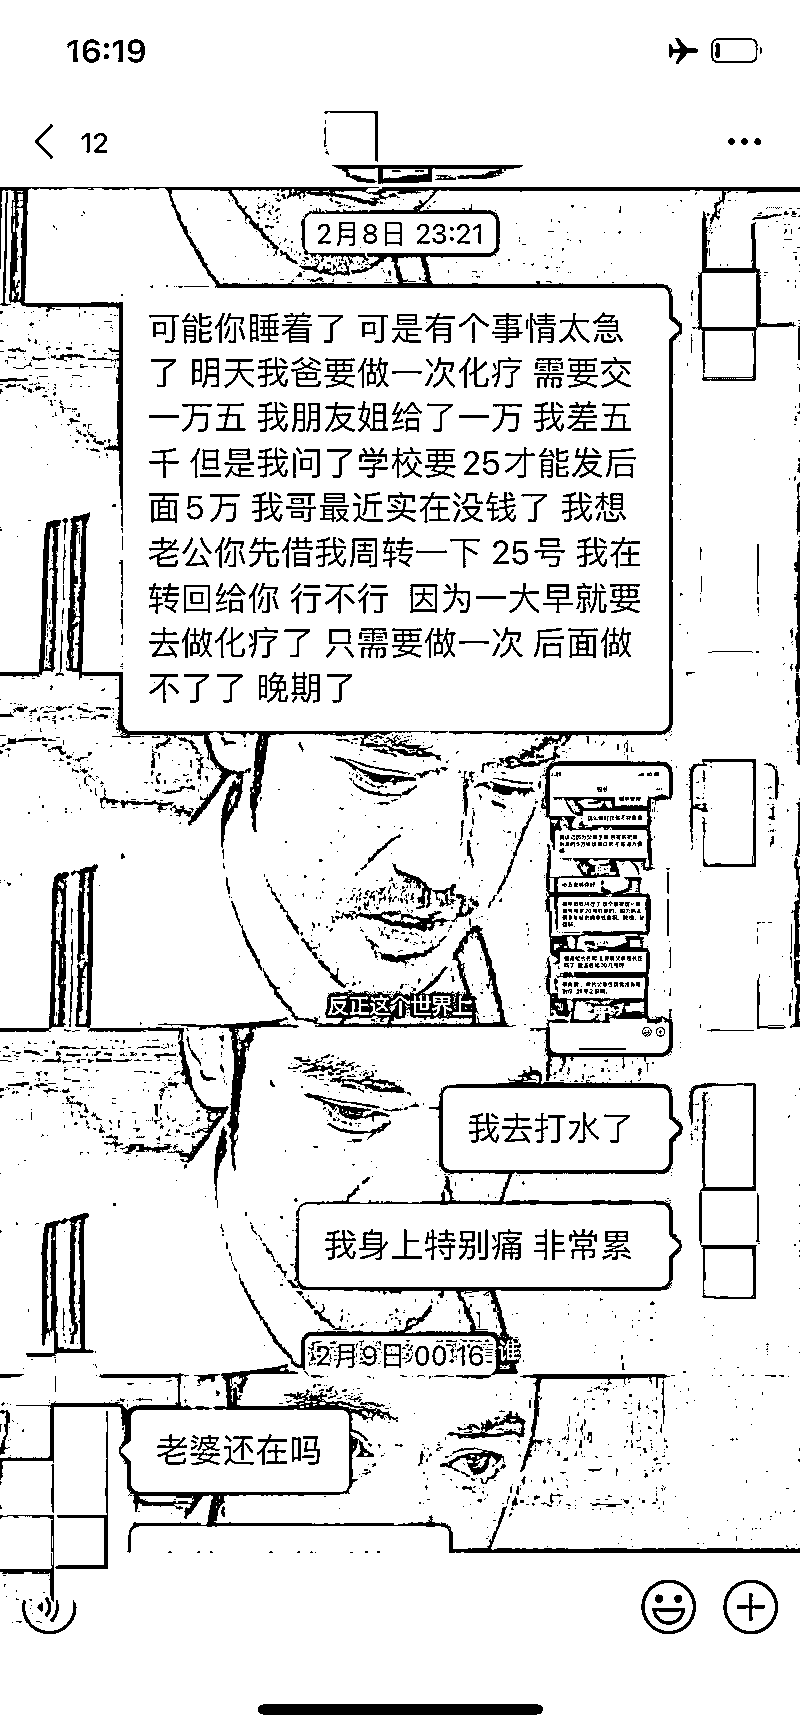 16:19
12
2月8日 23:21
可能你睡着了 可是有个事情太急
了 明天我爸要做一次化疗 需要交
一万五 我朋友姐给了一万 我差五
千 但是我问了学校要25才能发后
面5万 我哥最近实在没钱了 我想
老公你先借我周转一下 25号 我在
转回给你 行不行  因为一大早就要
去做化疗了 只需要做一次 后面做
不了了 晚期了
反正这个世界上
我去打水了
我身上特别痛 非常累
2月9日 00:16
谁
老婆还在吗